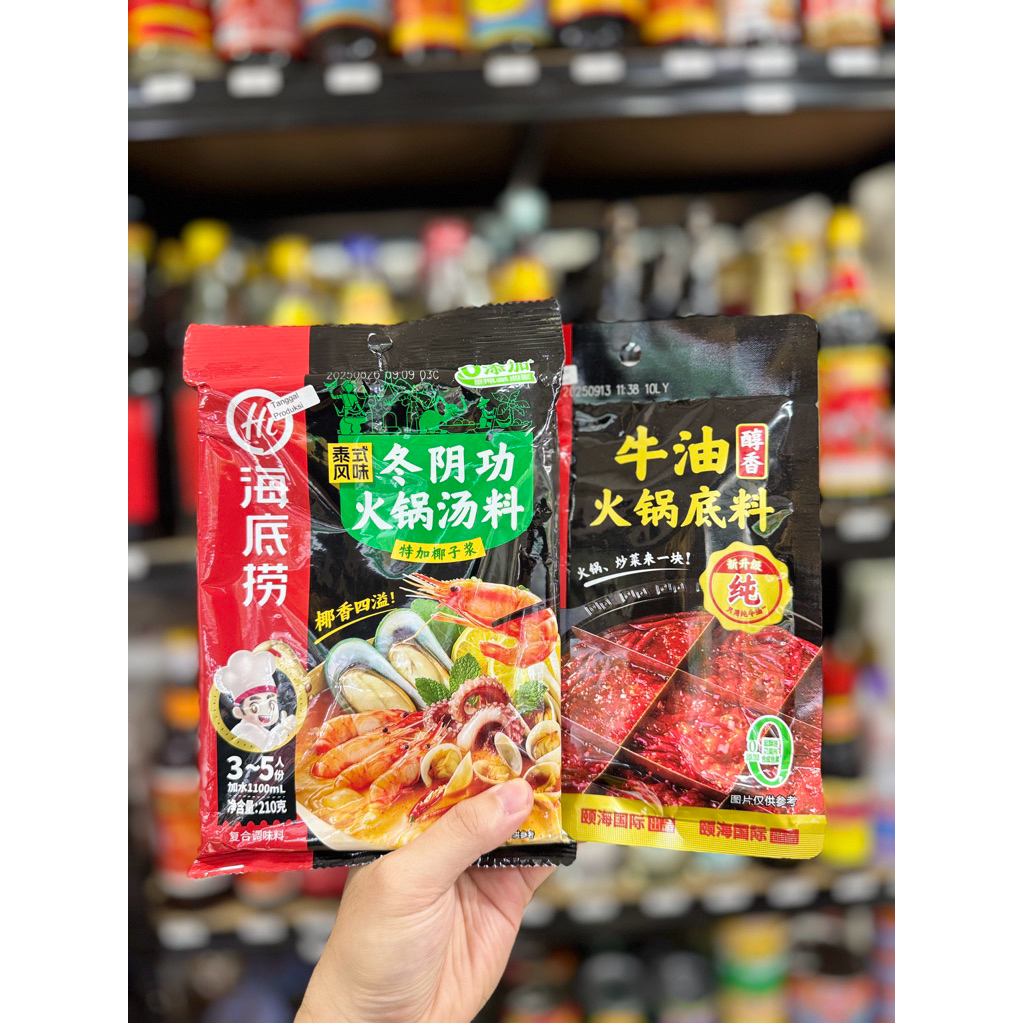 20250826 09:09 03C
0添加
Tanggal
Produksi
海底捞
泰式
风味
冬阴功
火锅汤料
特加椰子浆
椰香四溢!
3~5人份
加水1100mL
净含量:210克
复合调味料
20250913 11:38 10LY
牛油
醇香
火锅底料
火锅、炒菜来一块!
新升级
纯
图片仅供参考
颐海国际
颐海国际